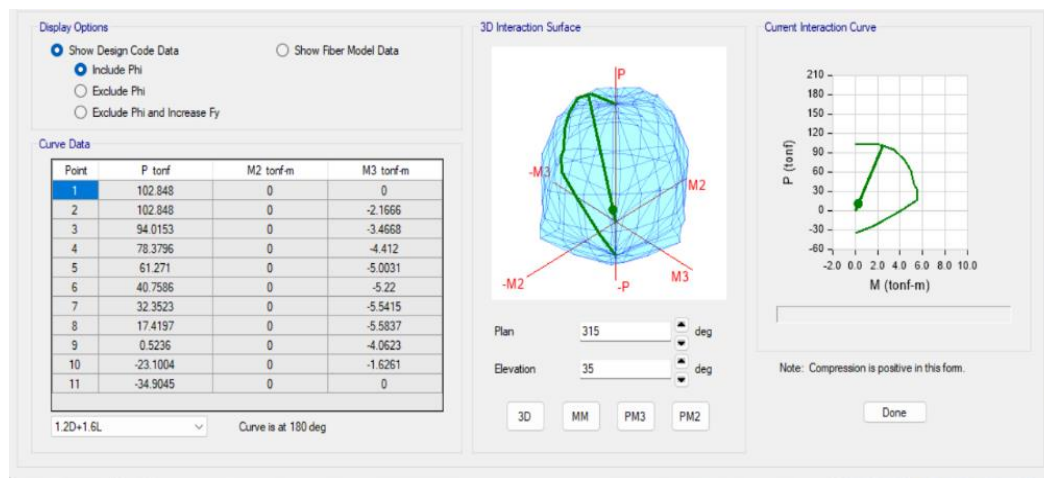 Display Options
Show Design Code Data Show Fiber Model Data
Include Phi
Exclude Phi
Exclude Phi and Increase Fy
Curve Data
Point P tonf M2 tonf-m M3 tonf-m
1 102.848 0 0
2 102.848 0 -2.1666
3 94.0153 0 -3.4668
4 78.3796 0 -4.412
5 61.271 0 -5.0031
6 40.7586 0 -5.22
7 32.3523 0 -5.5415
8 17.4197 0 -5.5837
9 0.5236 0 -4.0623
10 -23.1004 0 -1.6261
11 -34.9045 0 0
1.2D+1.6L Curve is at 180 deg
3D Interaction Surface
P
-M3
M2
-M2
-P
M3
Plan 315 deg
Elevation 35 deg
3D MM PM3 PM2
Current Interaction Curve
P (tonf)
210
180
150
120
90
60
30
0
-30
-60
-2.0 0.0 2.0 4.0 6.0 8.0 10.0
M (tonf-m)
Note: Compression is positive in this form.
Done